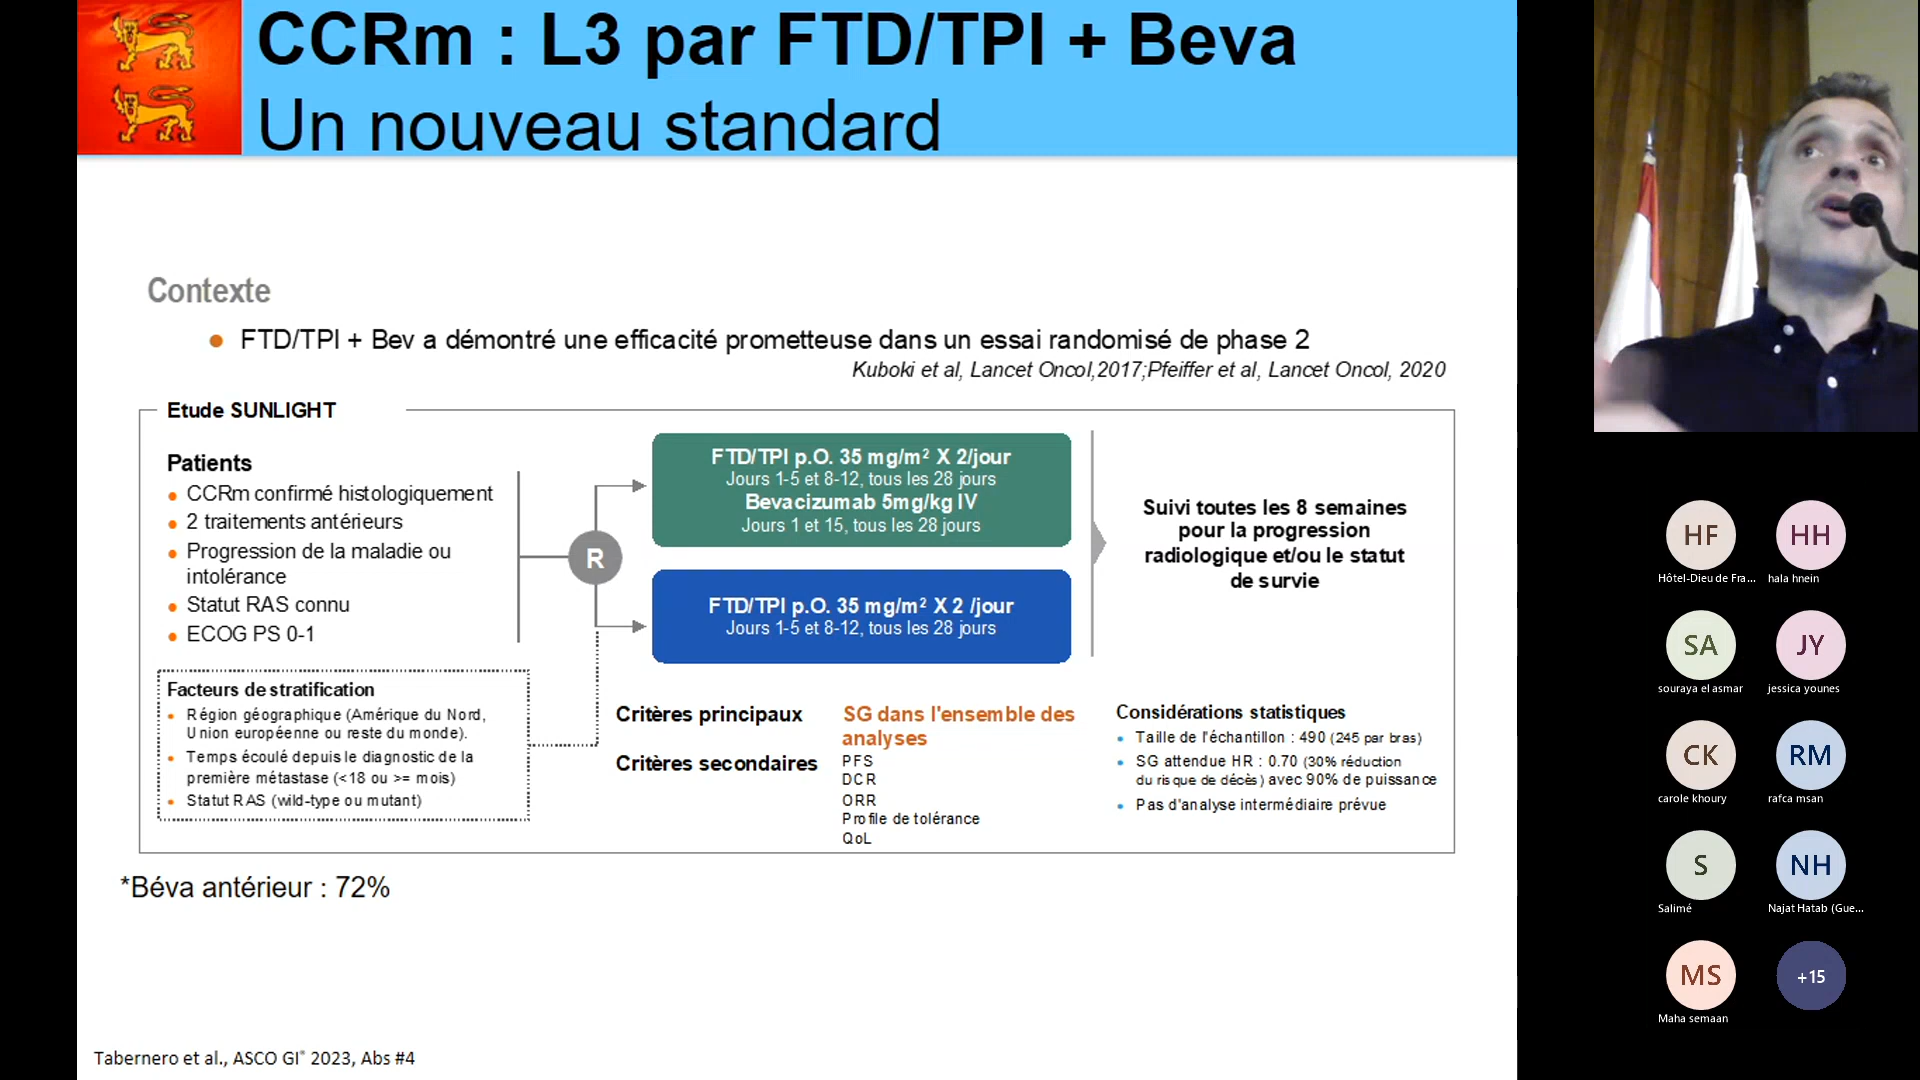 CCRm : L3 par FTD/TPI + Beva
Un nouveau standard
Contexte
FTD/TPI + Bev a démontré une efficacité prometteuse dans un essai randomisé de phase 2
Kuboki et al, Lancet Oncol,2017;Pfeiffer et al, Lancet Oncol, 2020
Etude SUNLIGHT
Patients
CCRm confirmé histologiquement
2 traitements antérieurs
Progression de la maladie ou
intolérance
Statut RAS connu
ECOG PS 0-1
R
FTD/TPI p.O. 35 mg/m² X 2/jour
Jours 1-5 et 8-12, tous les 28 jours
Bevacizumab 5mg/kg IV
Jours 1 et 15, tous les 28 jours
FTD/TPI p.O. 35 mg/m² X 2 /jour
Jours 1-5 et 8-12, tous les 28 jours
Suivi toutes les 8 semaines
pour la progression
radiologique et/ou le statut
de survie
Facteurs de stratification
Région géographique (Amérique du Nord,
Union européenne ou reste du monde).
Temps écoulé depuis le diagnostic de la
première métastase (<18 ou >= mois)
Statut RAS (wild-type ou mutant)
Critères principaux
SG dans l'ensemble des
analyses
Critères secondaires
PFS
DCR
ORR
Profile de tolérance
QoL
Considérations statistiques
Taille de l'échantillon : 490 (245 par bras)
SG attendue HR : 0.70 (30% réduction
du risque de décès) avec 90% de puissance
Pas d'analyse intermédiaire prévue
*Béva antérieur : 72%
Tabernero et al., ASCO GI® 2023, Abs #4
HF
Hôtel-Dieu de Fra...
HH
hala hnein
SA
souraya el asmar
JY
jessica younes
CK
carole khoury
RM
rafca msan
S
Salimé
NH
Najat Hatab (Gue...
MS
Maha semaan
+15